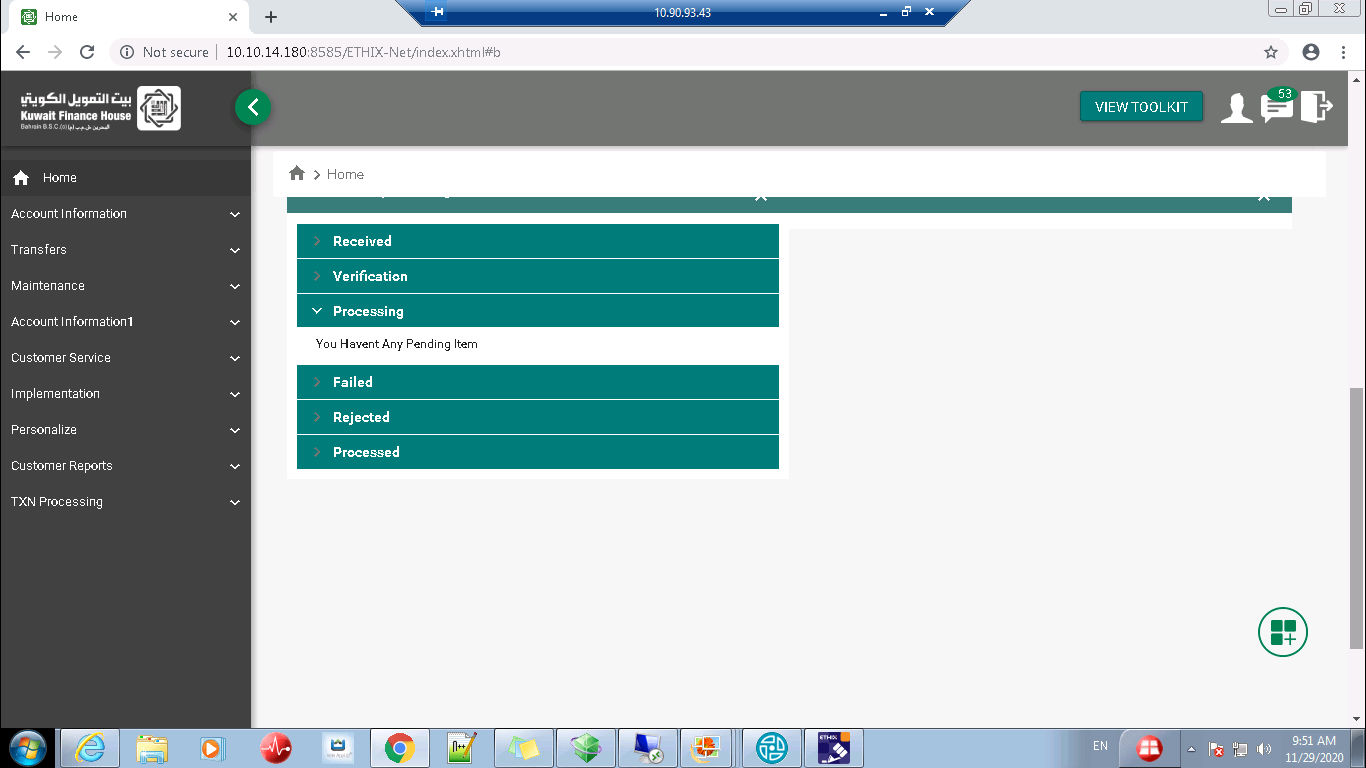 Home
10.90.93.43
Not secure
10.10.14.180:8585/ETHIX-Net/index.xhtml#b
بيت التمويل الكويتي
Kuwait Finance House
Bahrain B.S.C.(c) البحرين ش.م.ب (م)
VIEW TOOLKIT
53
Home
Home
Account Information
Transfers
Maintenance
Account Information1
Customer Service
Implementation
Personalize
Customer Reports
TXN Processing
Received
Verification
Processing
You Havent Any Pending Item
Failed
Rejected
Processed
EN
9:51 AM
11/29/2020
ETHIX